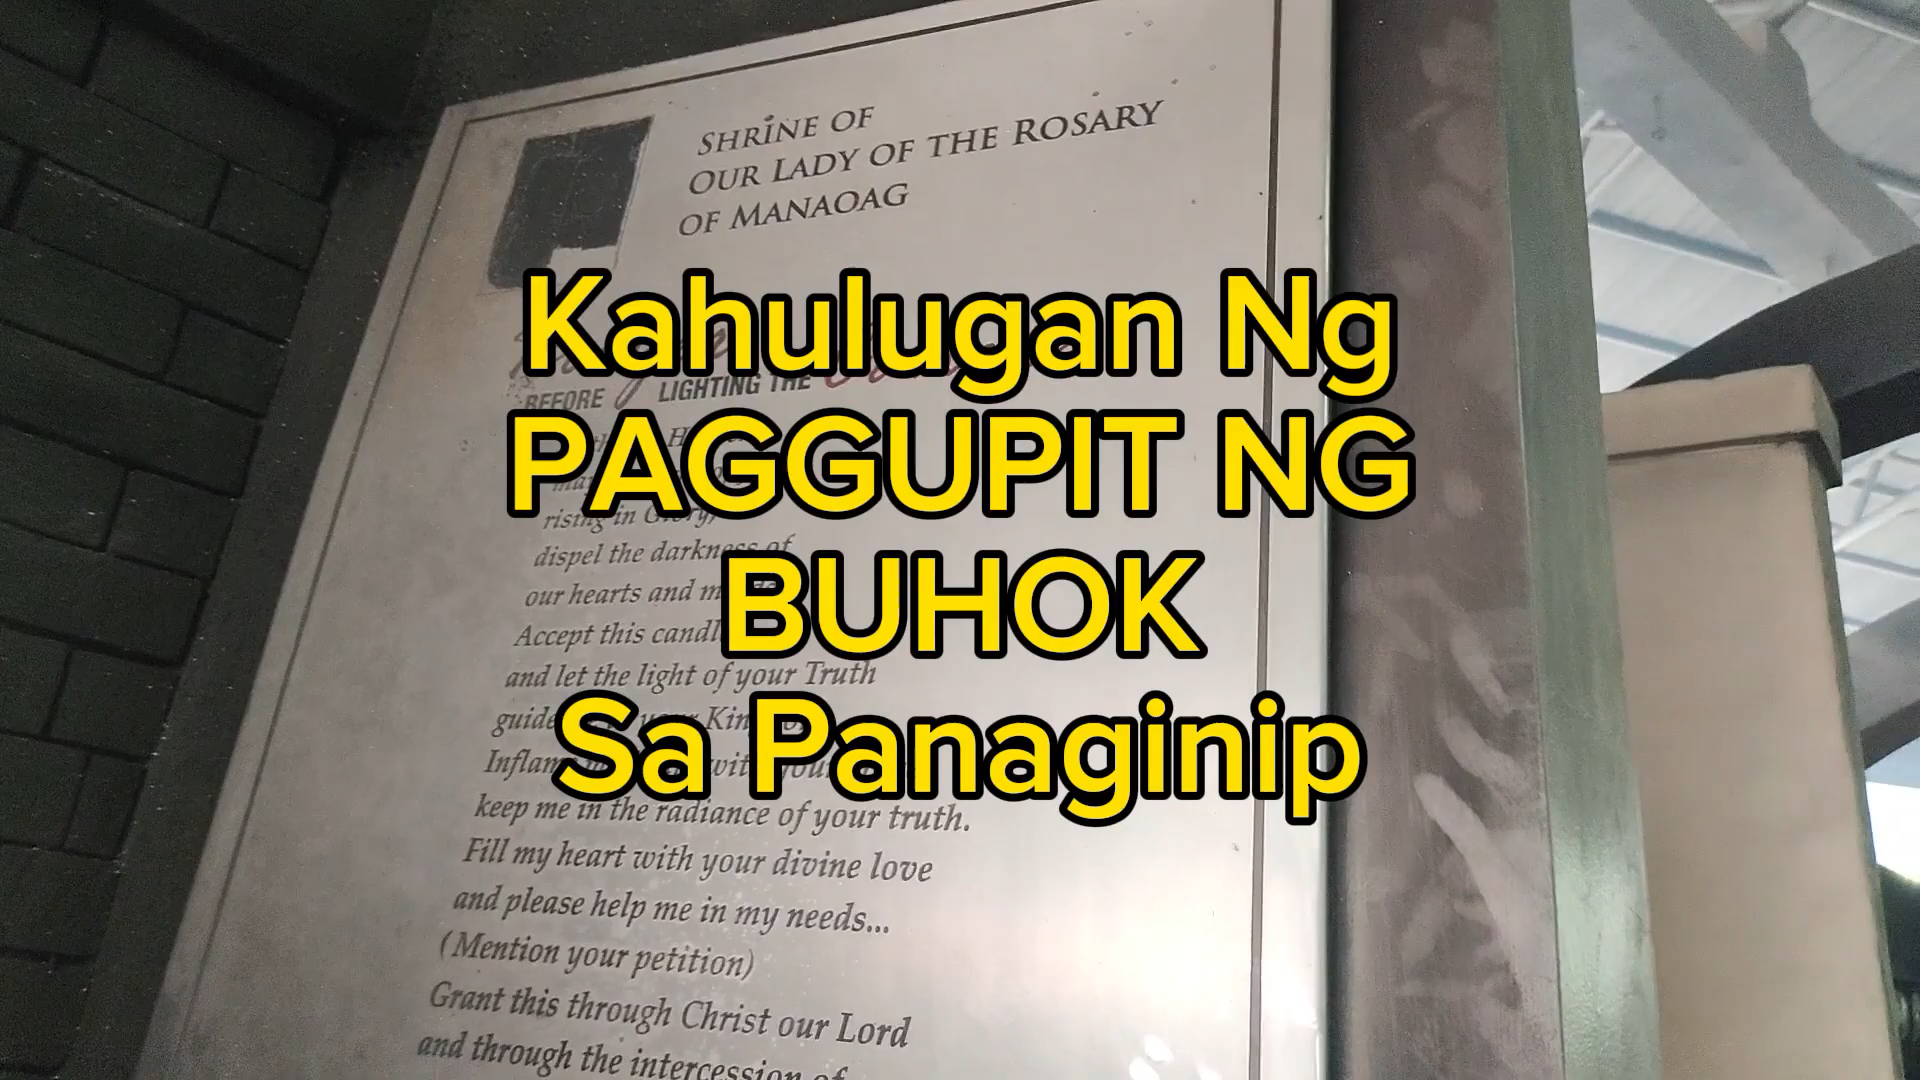 SHRINE OF
OUR LADY OF THE ROSARY
OF MANAOAG
Kahulugan Ng
PAGGUPIT NG
BUHOK
Sa Panaginip
BEFORE LIGHTING THE
rising in Glory,
dispel the darkness of
our hearts and
Accept this
and let the light of your Truth
keep me in the radiance of your truth.
Fill my heart with your divine love
and please help me in my needs...
(Mention your petition)
Grant this through Christ our Lord
and through the intercession of